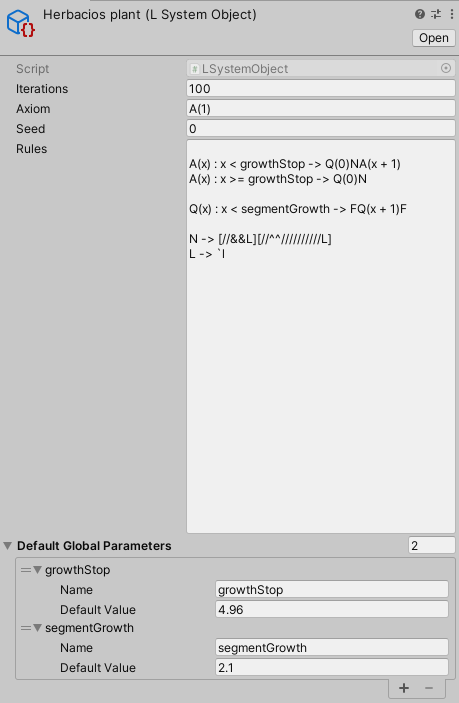 Herbacios plant (L System Object)
Open
Script
LSystemObject
Iterations
100
Axiom
A(1)
Seed
0
Rules
A(x) : x < growthStop -> Q(0)NA(x + 1)
A(x) : x >= growthStop -> Q(0)N
Q(x) : x < segmentGrowth -> FQ(x + 1)F
N -> [//&&L][//^^//////////L]
L -> `l
Default Global Parameters
2
growthStop
Name
growthStop
Default Value
4.96
segmentGrowth
Name
segmentGrowth
Default Value
2.1